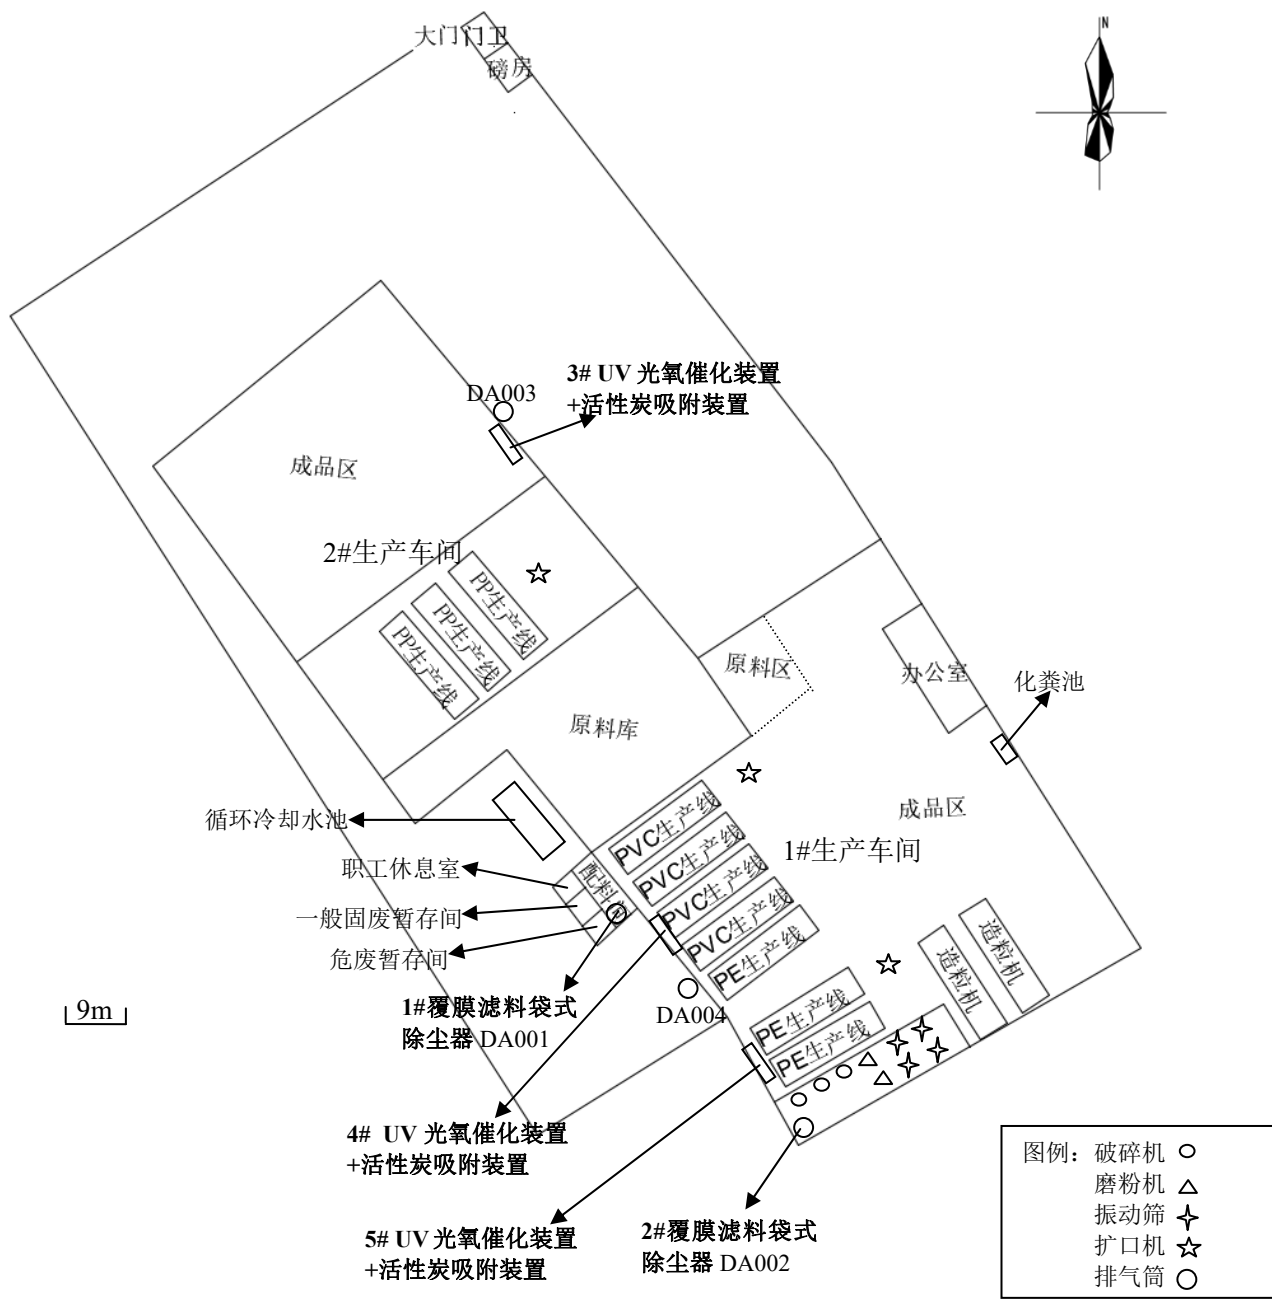 大门门卫
磅房
N
3# UV 光氧催化装置
+活性炭吸附装置
DA003
成品区
2#生产车间
PP生产线
PP生产线
PP生产线
原料区
办公室
化粪池
原料库
循环冷却水池
职工休息室
一般固废暂存间
危废暂存间
配料间
PVC生产线
PVC生产线
PVC生产线
PVC生产线
PE生产线
成品区
1#生产车间
造粒机
造粒机
PE生产线
PE生产线
DA004
9m
1#覆膜滤料袋式
除尘器 DA001
4# UV 光氧催化装置
+活性炭吸附装置
5# UV 光氧催化装置
+活性炭吸附装置
2#覆膜滤料袋式
除尘器 DA002
图例：破碎机
磨粉机
振动筛
扩口机
排气筒